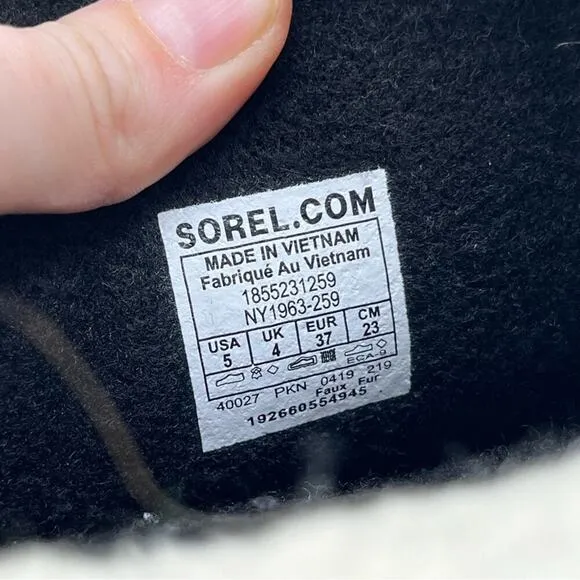 SOREL.COM
MADE IN VIETNAM
Fabriqué Au Vietnam
1855231259
NY1963-259
USA UK EUR CM
5 4 37 23
ECA-9
40027 PKN 0419 219
Faux Fur
192660554945